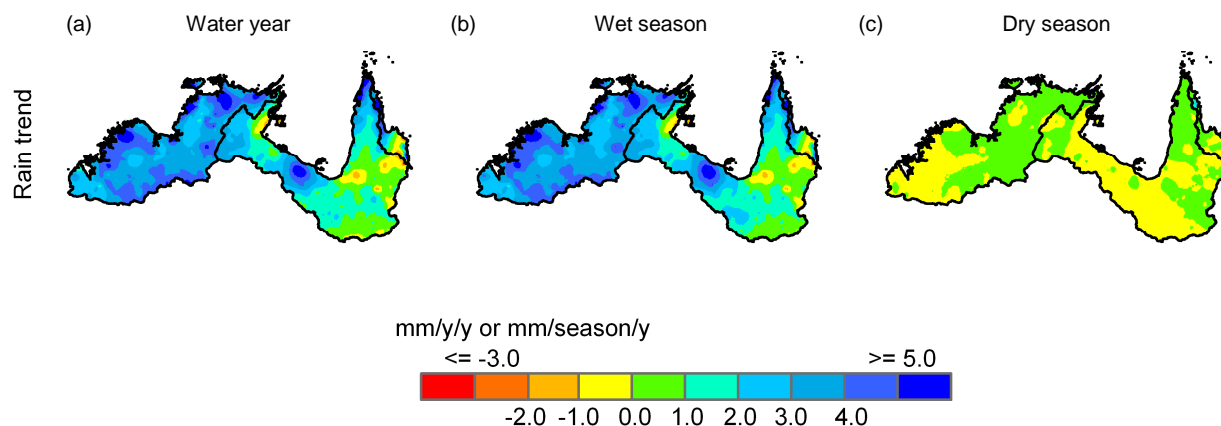 (a) Water year (b) Wet season (c) Dry season
Rain trend
mm/y/y or mm/season/y
<= -3.0 >= 5.0
-2.0 -1.0 0.0 1.0 2.0 3.0 4.0